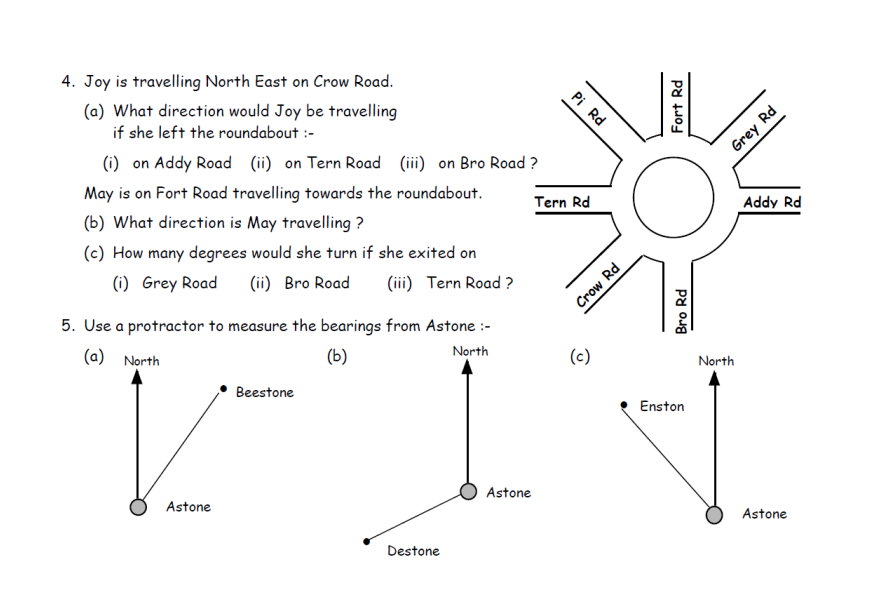 4. Joy is travelling North East on Crow Road.
(a) What direction would Joy be travelling
if she left the roundabout :-
(i) on Addy Road (ii) on Tern Road (iii) on Bro Road ?
May is on Fort Road travelling towards the roundabout.
(b) What direction is May travelling ?
(c) How many degrees would she turn if she exited on
(i) Grey Road (ii) Bro Road (iii) Tern Road ?
Pi Rd
Fort Rd
Grey Rd
Tern Rd
Addy Rd
Crow Rd
Bro Rd
5. Use a protractor to measure the bearings from Astone :-
(a) North
Beestone
Astone
(b) North
Astone
Destone
(c) North
Enston
Astone